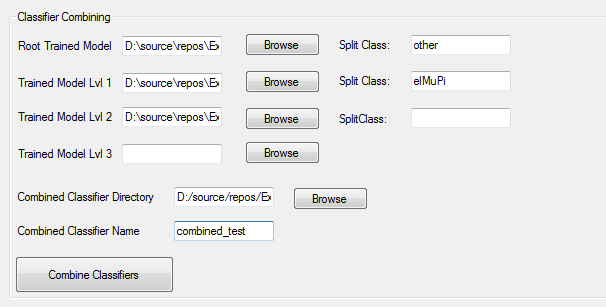 Classifier Combining
Root Trained Model D:\source\repos\Ex Browse Split Class: other
Trained Model Lvl 1 D:\source\repos\Ex Browse Split Class: elMuPi
Trained Model Lvl 2 D:\source\repos\Ex Browse SplitClass:
Trained Model Lvl 3 Browse
Combined Classifier Directory D:/source/repos/Ex Browse
Combined Classifier Name combined_test
Combine Classifiers